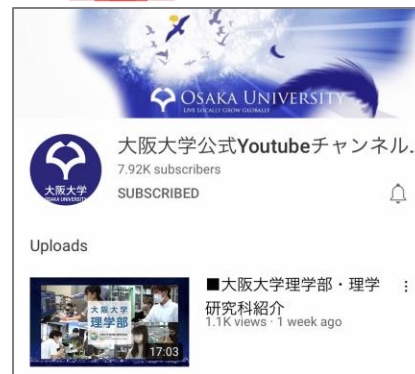 OSAKA UNIVERSITY
LIVE LOCALLY GROW GLOBALLY
大阪大学
OSAKA UNIVERSITY
大阪大学公式Youtubeチャンネル..
7.92K subscribers
SUBSCRIBED
Uploads
大阪大学
理学部
17:03
■大阪大学理学部・理学
研究科紹介
1.1K views · 1 week ago